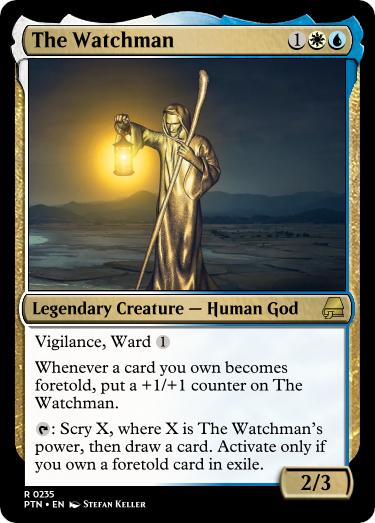 The Watchman 1
Legendary Creature — Human God
Vigilance, Ward 1
Whenever a card you own becomes
foretold, put a +1/+1 counter on The
Watchman.
: Scry X, where X is The Watchman's
power, then draw a card. Activate only if
you own a foretold card in exile.
2/3
R 0235
PTN • EN Stefan Keller